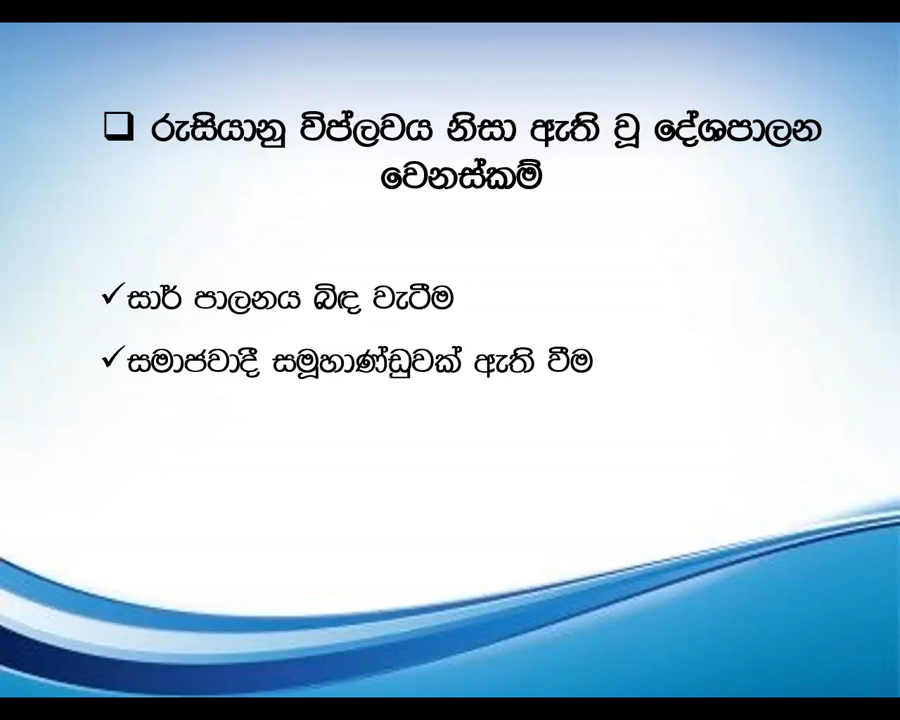 ❑ රුසියානු විප්ලවය නිසා ඇති වූ දේශපාලන
වෙනස්කම්
✓සාර් පාලනය බිඳ වැටීම
✓සමාජවාදී සමූහාණ්ඩුවක් ඇති වීම